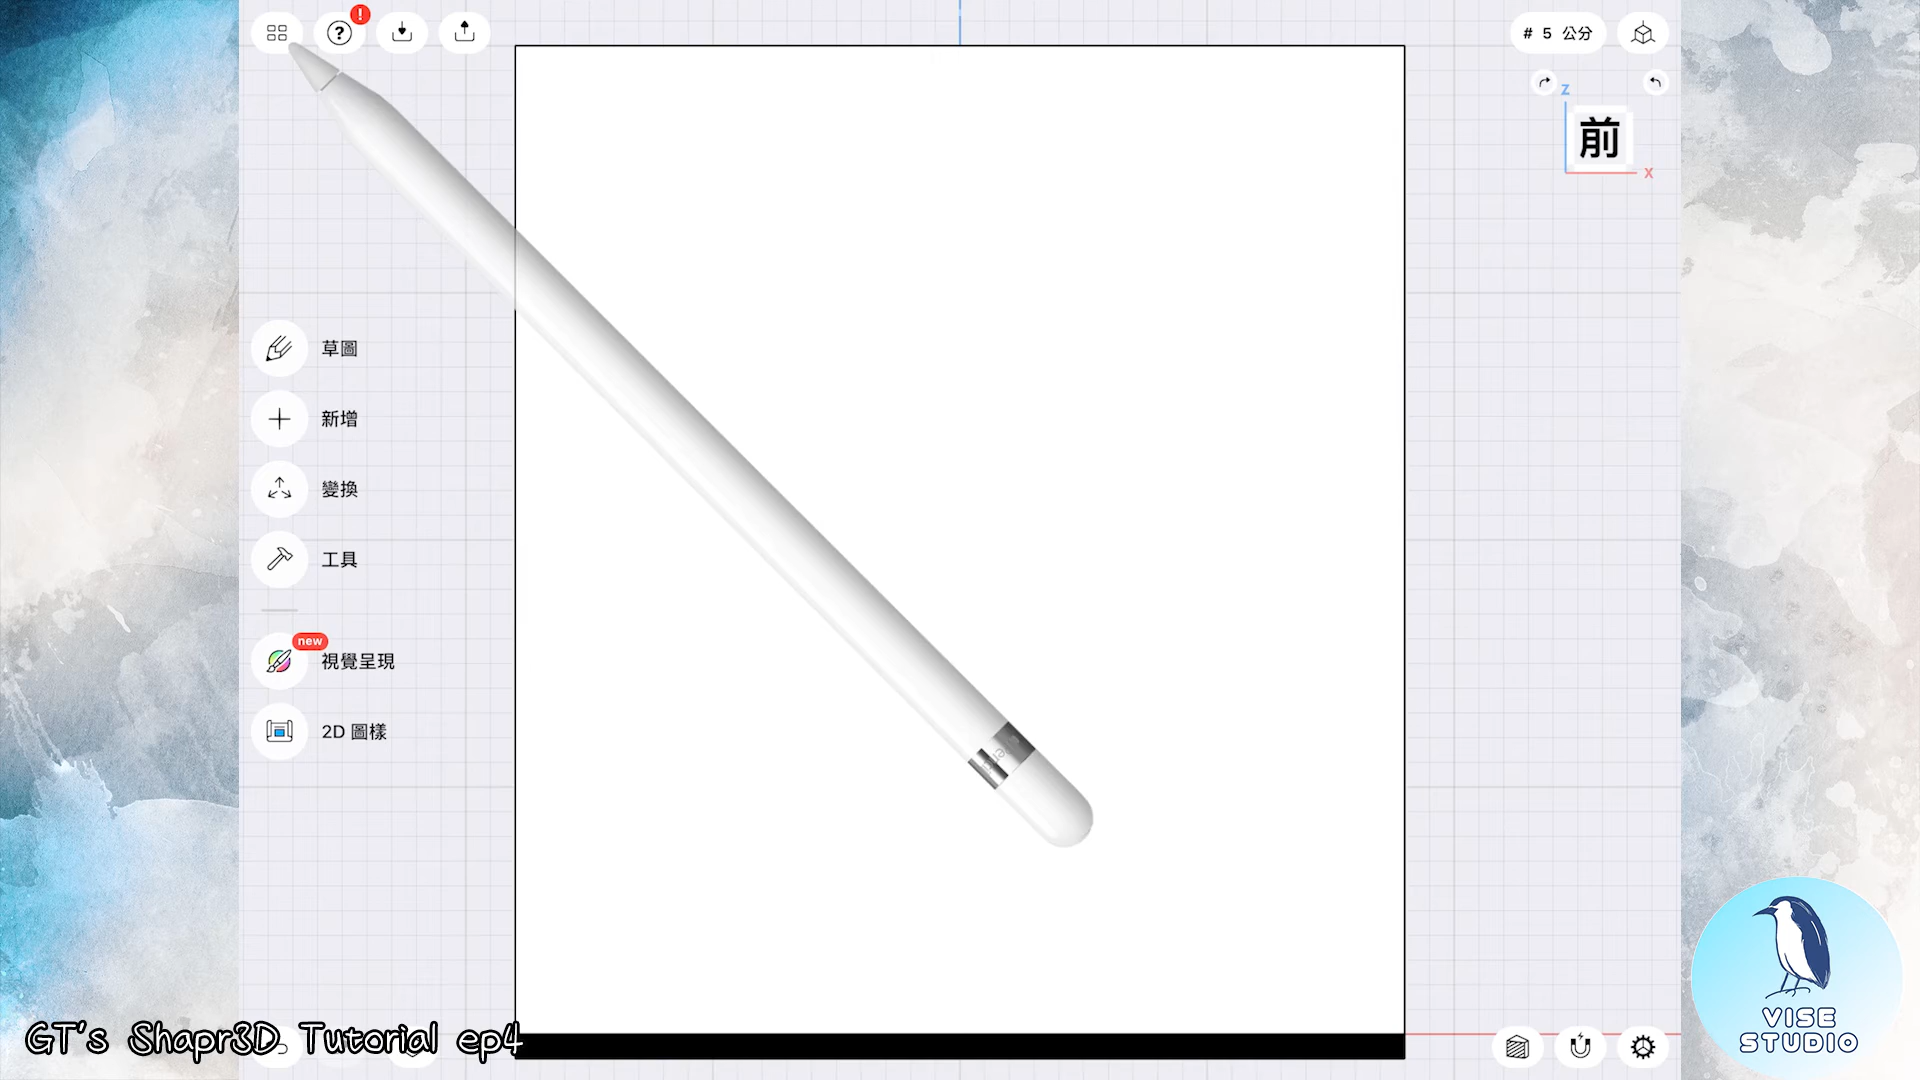 ?
!
# 5 公分
Z
前
X
草圖
新增
變換
工具
new
視覺呈現
2D 圖樣
GT's Shapr3D Tutorial ep4
VISE
STUDIO